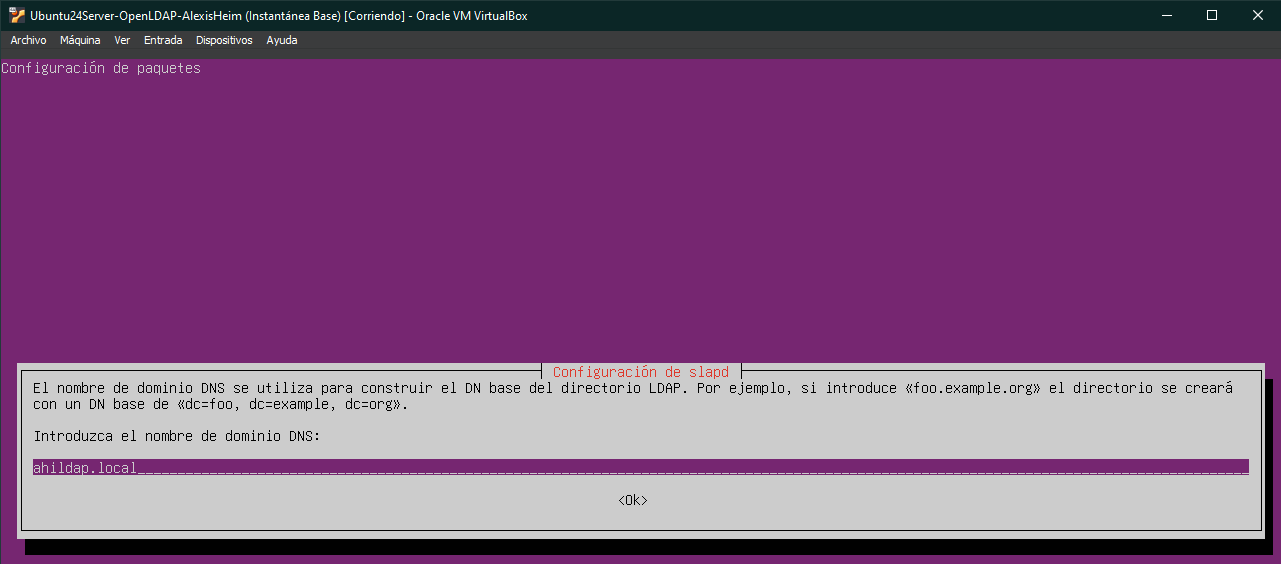 Ubuntu24Server-OpenLDAP-AlexisHeim (Instantánea Base) [Corriendo] - Oracle VM VirtualBox
Archivo Máquina Ver Entrada Dispositivos Ayuda
Configuración de paquetes
Configuración de slapd
El nombre de dominio DNS se utiliza para construir el DN base del directorio LDAP. Por ejemplo, si introduce «foo.example.org» el directorio se creará
con un DN base de «dc=foo, dc=example, dc=org».
Introduzca el nombre de dominio DNS:
ahildap.local
<Ok>